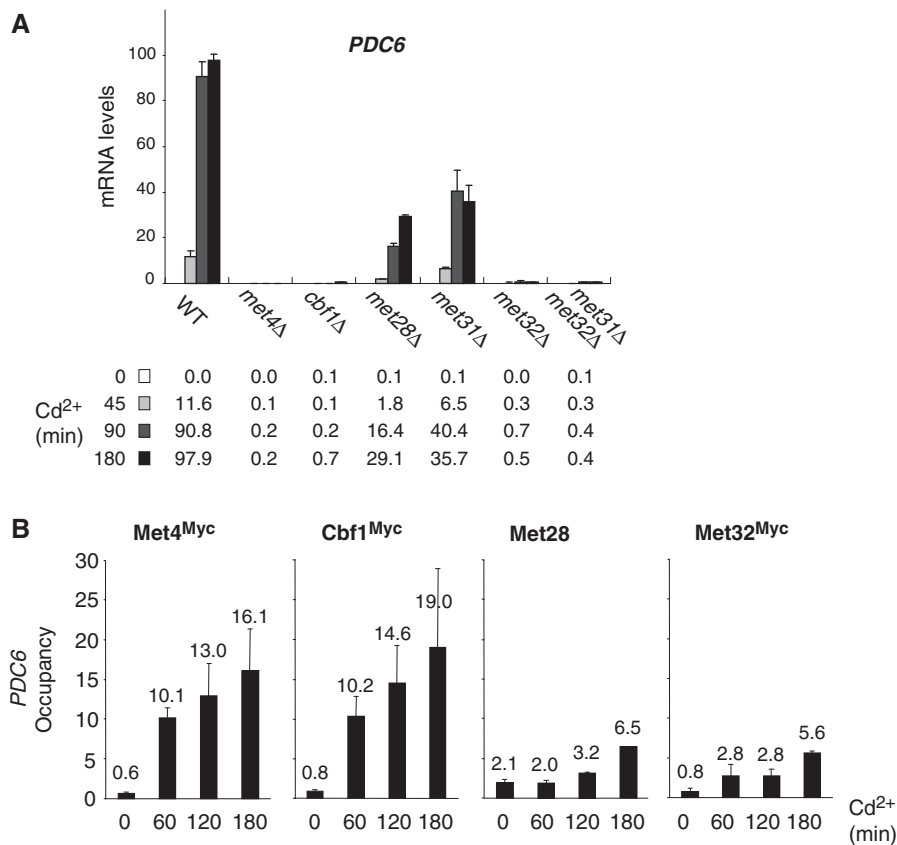 A
PDC6
mRNA levels
100
80
60
40
20
0
WT
met4Δ
cbf1Δ
met28Δ
met31Δ
met32Δ
met32Δ
met31Δ
Cd2+
(min)
0 0.0 0.0 0.1 0.1 0.1 0.0 0.1
45 11.6 0.1 0.1 1.8 6.5 0.3 0.3
90 90.8 0.2 0.2 16.4 40.4 0.7 0.4
180 97.9 0.2 0.7 29.1 35.7 0.5 0.4
B
Met4Myc Cbf1Myc Met28 Met32Myc
PDC6
Occupancy
30
25
20
15
10
5
0
0.6 10.1 13.0 16.1
0.8 10.2 14.6 19.0
2.1 2.0 3.2 6.5
0.8 2.8 2.8 5.6
0 60 120 180 0 60 120 180 0 60 120 180 0 60 120 180
Cd2+
(min)